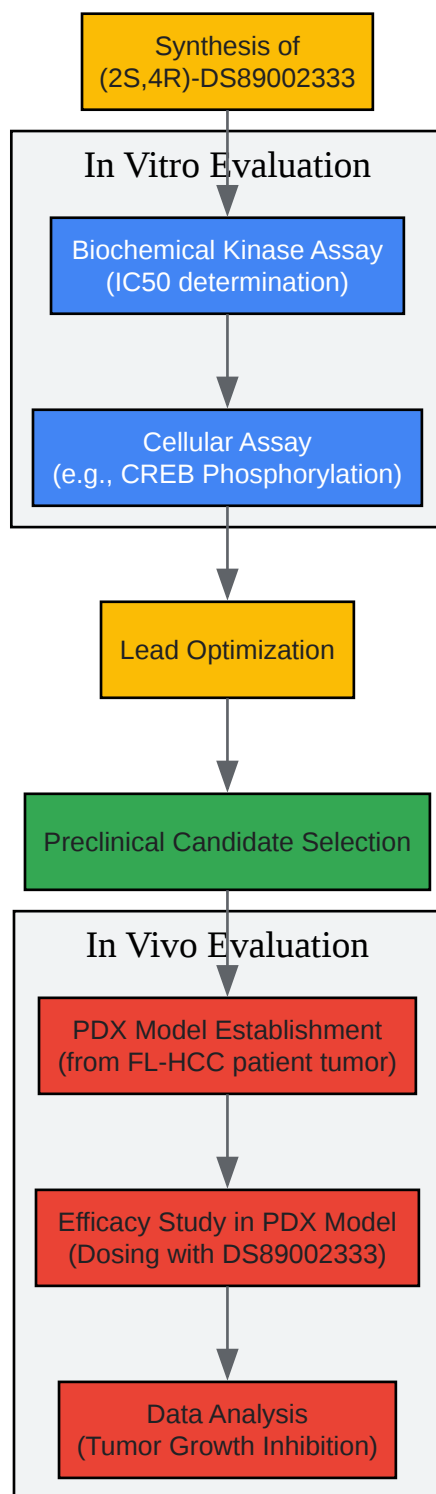 Synthesis of
(2S,4R)-DS89002333
In Vitro Evaluation
Biochemical Kinase Assay
(IC50 determination)
Cellular Assay
(e.g., CREB Phosphorylation)
Lead Optimization
Preclinical Candidate Selection
In Vivo Evaluation
PDX Model Establishment
(from FL-HCC patient tumor)
Efficacy Study in PDX Model
(Dosing with DS89002333)
Data Analysis
(Tumor Growth Inhibition)